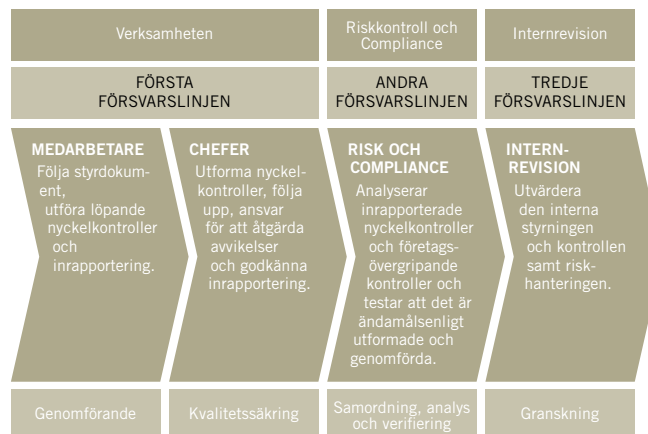 Verksamheten
Riskkontroll och
Compliance
Internrevision
FÖRSTA
FÖRSVARSLINJEN
ANDRA
FÖRSVARSLINJEN
TREDJE
FÖRSVARSLINJEN
MEDARBETARE
Följa styrdokum-
ent,
utföra löpande
nyckelkontroller
och
inrapportering.
CHEFER
Utforma nyckel-
kontroller, följa
upp, ansvar
för att åtgärda
avvikelser
och godkänna
inrapportering.
RISK OCH
COMPLIANCE
Analyserar
inrapporterade
nyckelkontroller
och företags-
övergripande
kontroller och
testar att det är
ändamålsenligt
utformade och
genomförda.
INTERN-
REVISION
Utvärdera
den interna
styrningen
och kontrollen
samt risk-
hanteringen.
Genomförande
Kvalitetssäkring
Samordning, analys
och verifiering
Granskning